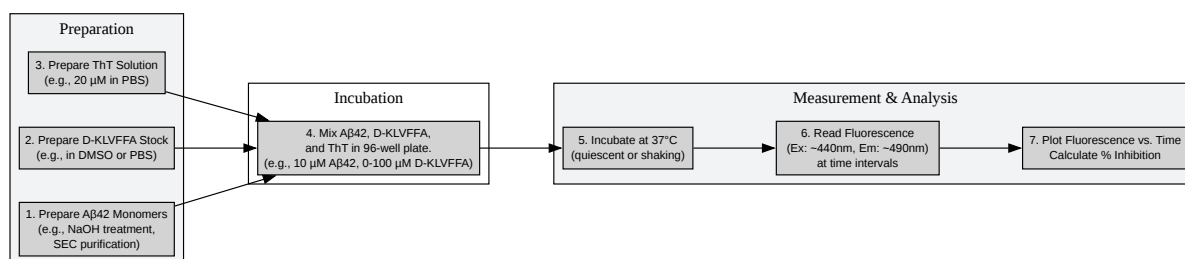 Preparation
3. Prepare ThT Solution
(e.g., 20 µM in PBS)
2. Prepare D-KLVFFA Stock
(e.g., in DMSO or PBS)
1. Prepare Aβ42 Monomers
(e.g., NaOH treatment,
SEC purification)
Incubation
4. Mix Aβ42, D-KLVFFA,
and ThT in 96-well plate.
(e.g., 10 µM Aβ42, 0-100 µM D-KLVFFA)
Measurement & Analysis
5. Incubate at 37°C
(quiescent or shaking)
6. Read Fluorescence
(Ex: ~440nm, Em: ~490nm)
at time intervals
7. Plot Fluorescence vs. Time
Calculate % Inhibition